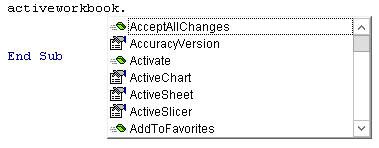 activeworkbook.
AcceptAllChanges
AccuracyVersion
Activate
End Sub
ActiveChart
ActiveSheet
ActiveSlicer
AddToFavorites